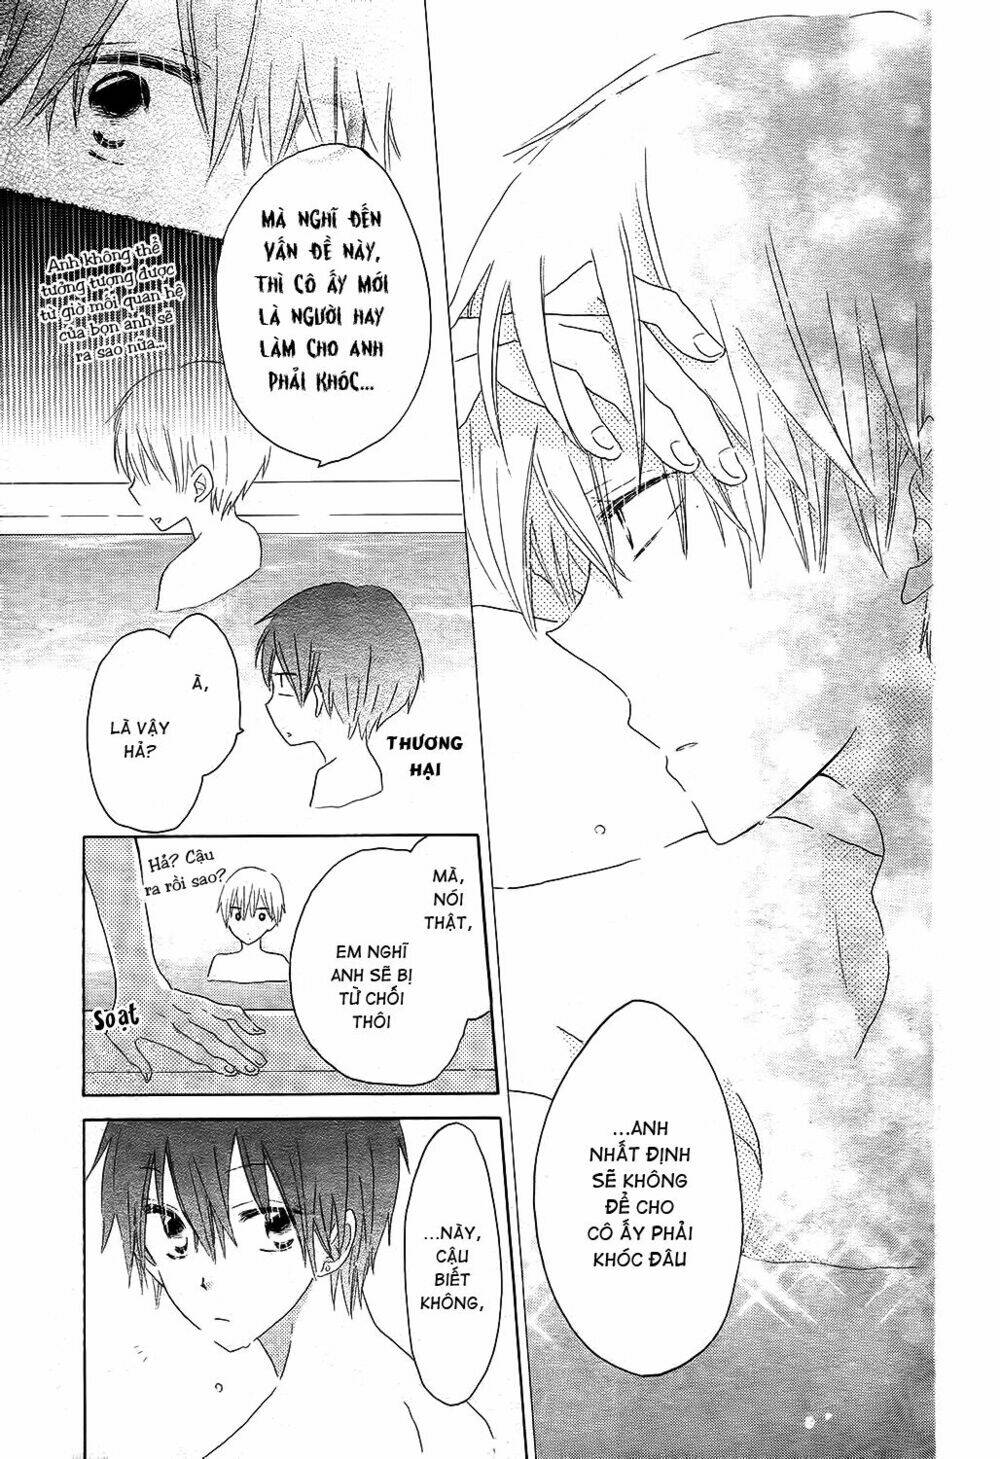 ...ANH
NHẤT ĐỊNH
SẼ KHÔNG
ĐỂ CHO
CÔ ẤY PHẢI
KHÓC ĐÂU
MÀ NGHĨ ĐẾN
VẤN ĐỀ NÀY,
THÌ CÔ ẤY MỚI
LÀ NGƯỜI HAY
LÀM CHO ANH
PHẢI KHÓC...
Anh không thể
tưởng tượng được
từ giờ mối quan hệ
của bọn anh sẽ
ra sao nữa...
THƯƠNG
HẠI
À,
LÀ VẬY
HẢ?
MÀ,
NÓI
THẬT,
EM NGHĨ
ANH SẼ BỊ
TỪ CHỐI
THÔI
Hả? Cậu
ra rồi sao?
Soạt
...NÀY,
CẬU
BIẾT
KHÔNG,